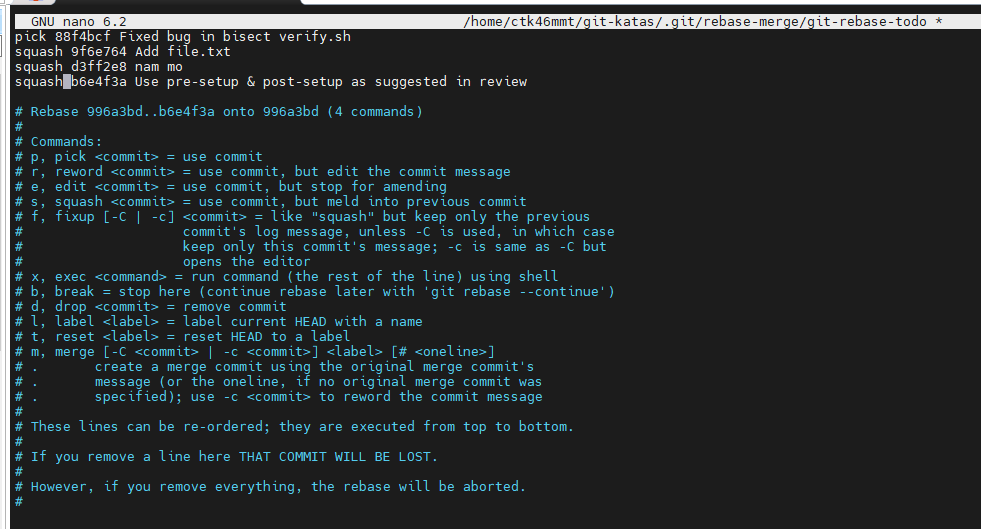 GNU nano 6.2 /home/ctk46mmt/git-katas/.git/rebase-merge/git-rebase-todo *
pick 88f4bcf Fixed bug in bisect verify.sh
squash 9f6e764 Add file.txt
squash d3ff2e8 nam mo
squash b6e4f3a Use pre-setup & post-setup as suggested in review
# Rebase 996a3bd..b6e4f3a onto 996a3bd (4 commands)
#
# Commands:
# p, pick <commit> = use commit
# r, reword <commit> = use commit, but edit the commit message
# e, edit <commit> = use commit, but stop for amending
# s, squash <commit> = use commit, but meld into previous commit
# f, fixup [-C | -c] <commit> = like "squash" but keep only the previous
# commit's log message, unless -C is used, in which case
# keep only this commit's message; -c is same as -C but
# opens the editor
# x, exec <command> = run command (the rest of the line) using shell
# b, break = stop here (continue rebase later with 'git rebase --continue')
# d, drop <commit> = remove commit
# l, label <label> = label current HEAD with a name
# t, reset <label> = reset HEAD to a label
# m, merge [-C <commit> | -c <commit>] <label> [# <oneline>]
# . create a merge commit using the original merge commit's
# . message (or the oneline, if no original merge commit was
# . specified); use -c <commit> to reword the commit message
#
# These lines can be re-ordered; they are executed from top to bottom.
#
# If you remove a line here THAT COMMIT WILL BE LOST.
#
# However, if you remove everything, the rebase will be aborted.
#